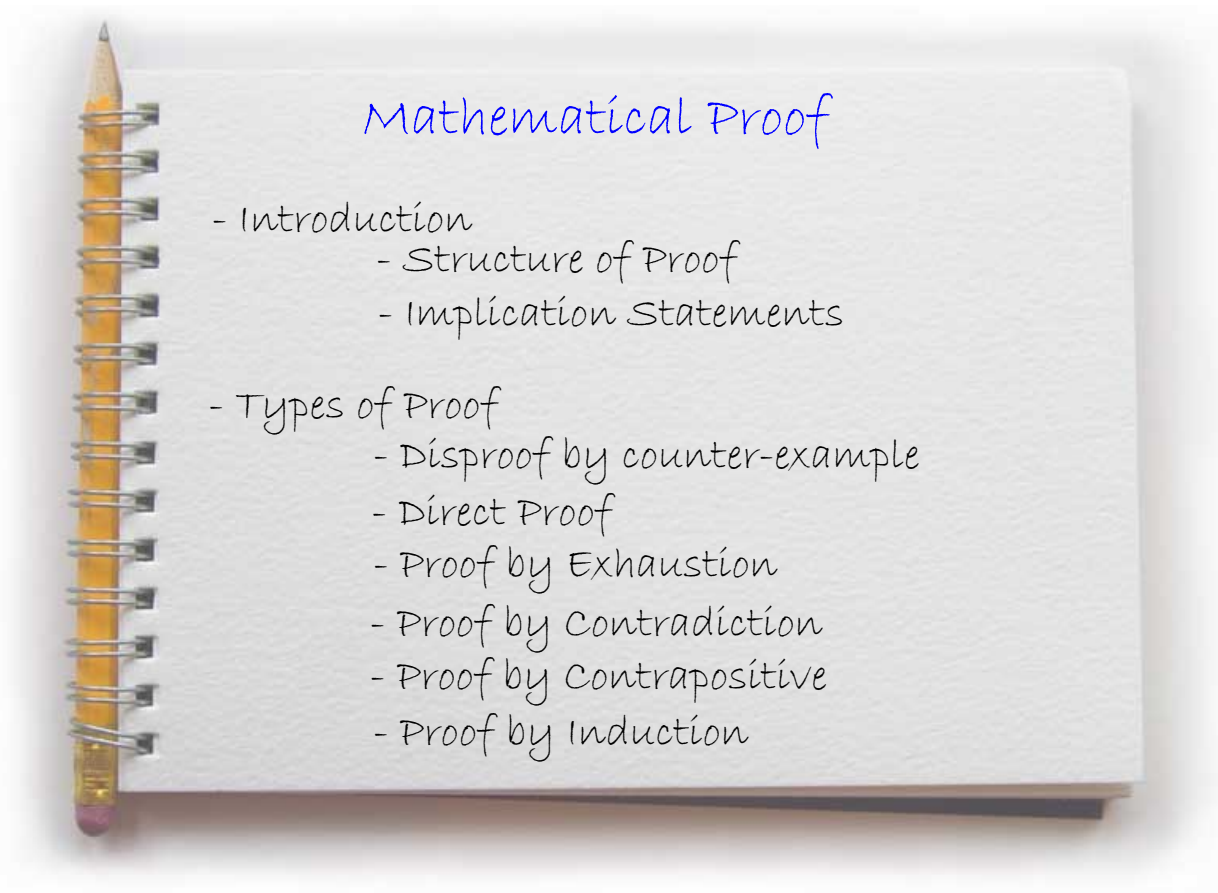 Mathematical Proof
- Introduction
- Structure of Proof
- Implication Statements
- Types of Proof
- Disproof by counter-example
- Direct Proof
- Proof by Exhaustion
- Proof by Contradiction
- Proof by Contrapositive
- Proof by Induction